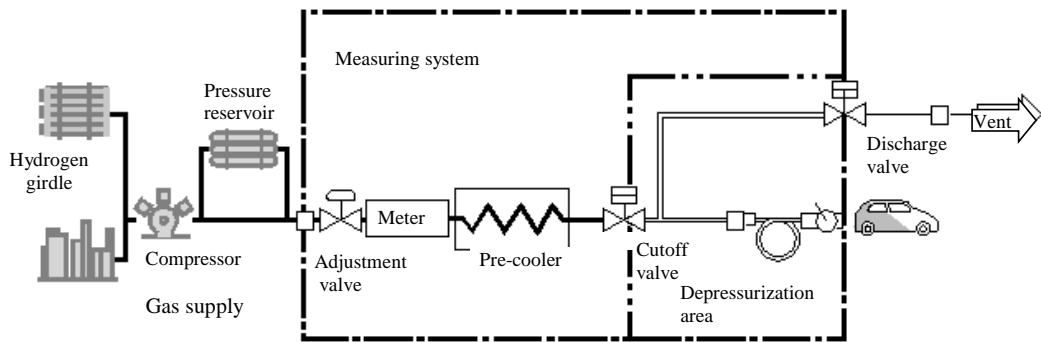 Measuring system
Pressure
reservoir
Hydrogen
girdle
Compressor
Gas supply
Adjustment
valve
Meter
Pre-cooler
Cutoff
valve
Depressurization
area
Discharge
valve
Vent